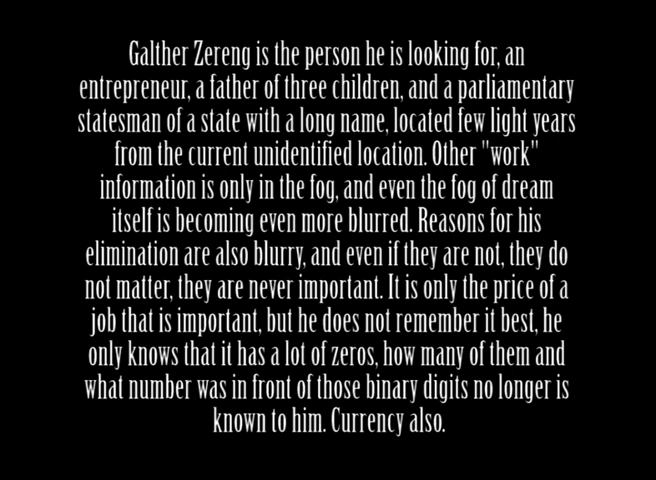 Galther Zereng is the person he is looking for, an
entrepreneur, a father of three children, and a parliamentary
statesman of a state with a long name, located few light years
from the current unidentified location. Other "work"
information is only in the fog, and even the fog of dream
itself is becoming even more blurred. Reasons for his
elimination are also blurry, and even if they are not, they do
not matter, they are never important. It is only the price of a
job that is important, but he does not remember it best, he
only knows that it has a lot of zeros, how many of them and
what number was in front of those binary digits no longer is
known to him. Currency also.